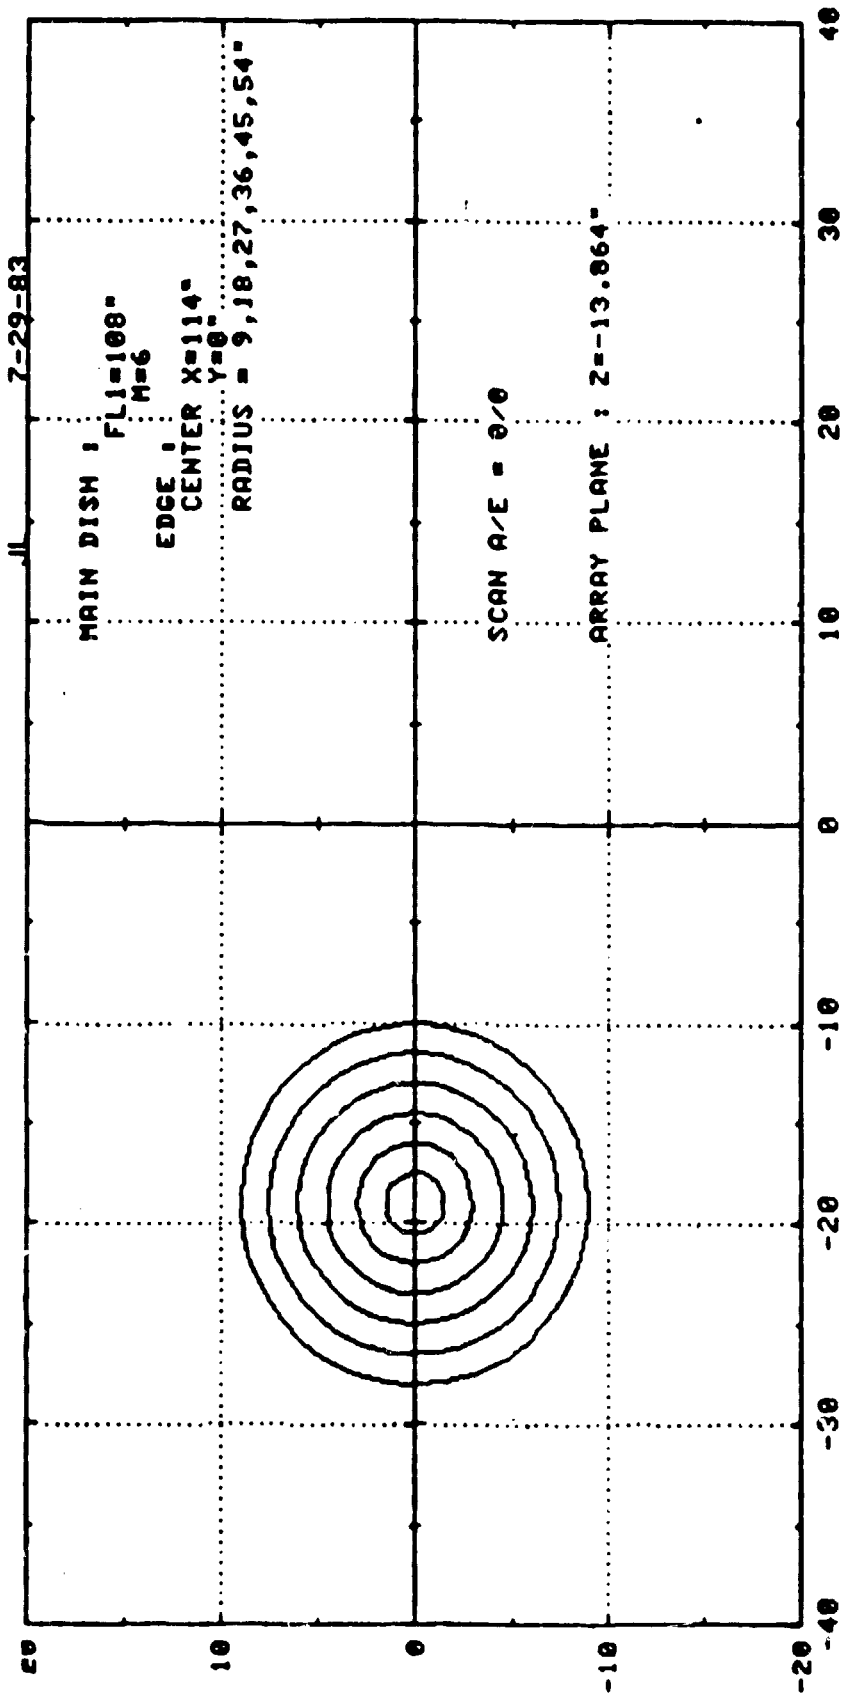 JL 7-29-83
MAIN DISH :
FL1=108"
M=6
EDGE :
CENTER X=114"
Y=0"
RADIUS = 9,18,27,36,45,54"
SCAN A/E = 0/0
ARRAY PLANE : Z=-13.864"
20
10
0
-10
-20
-40
-30
-20
-10
0
10
20
30
40